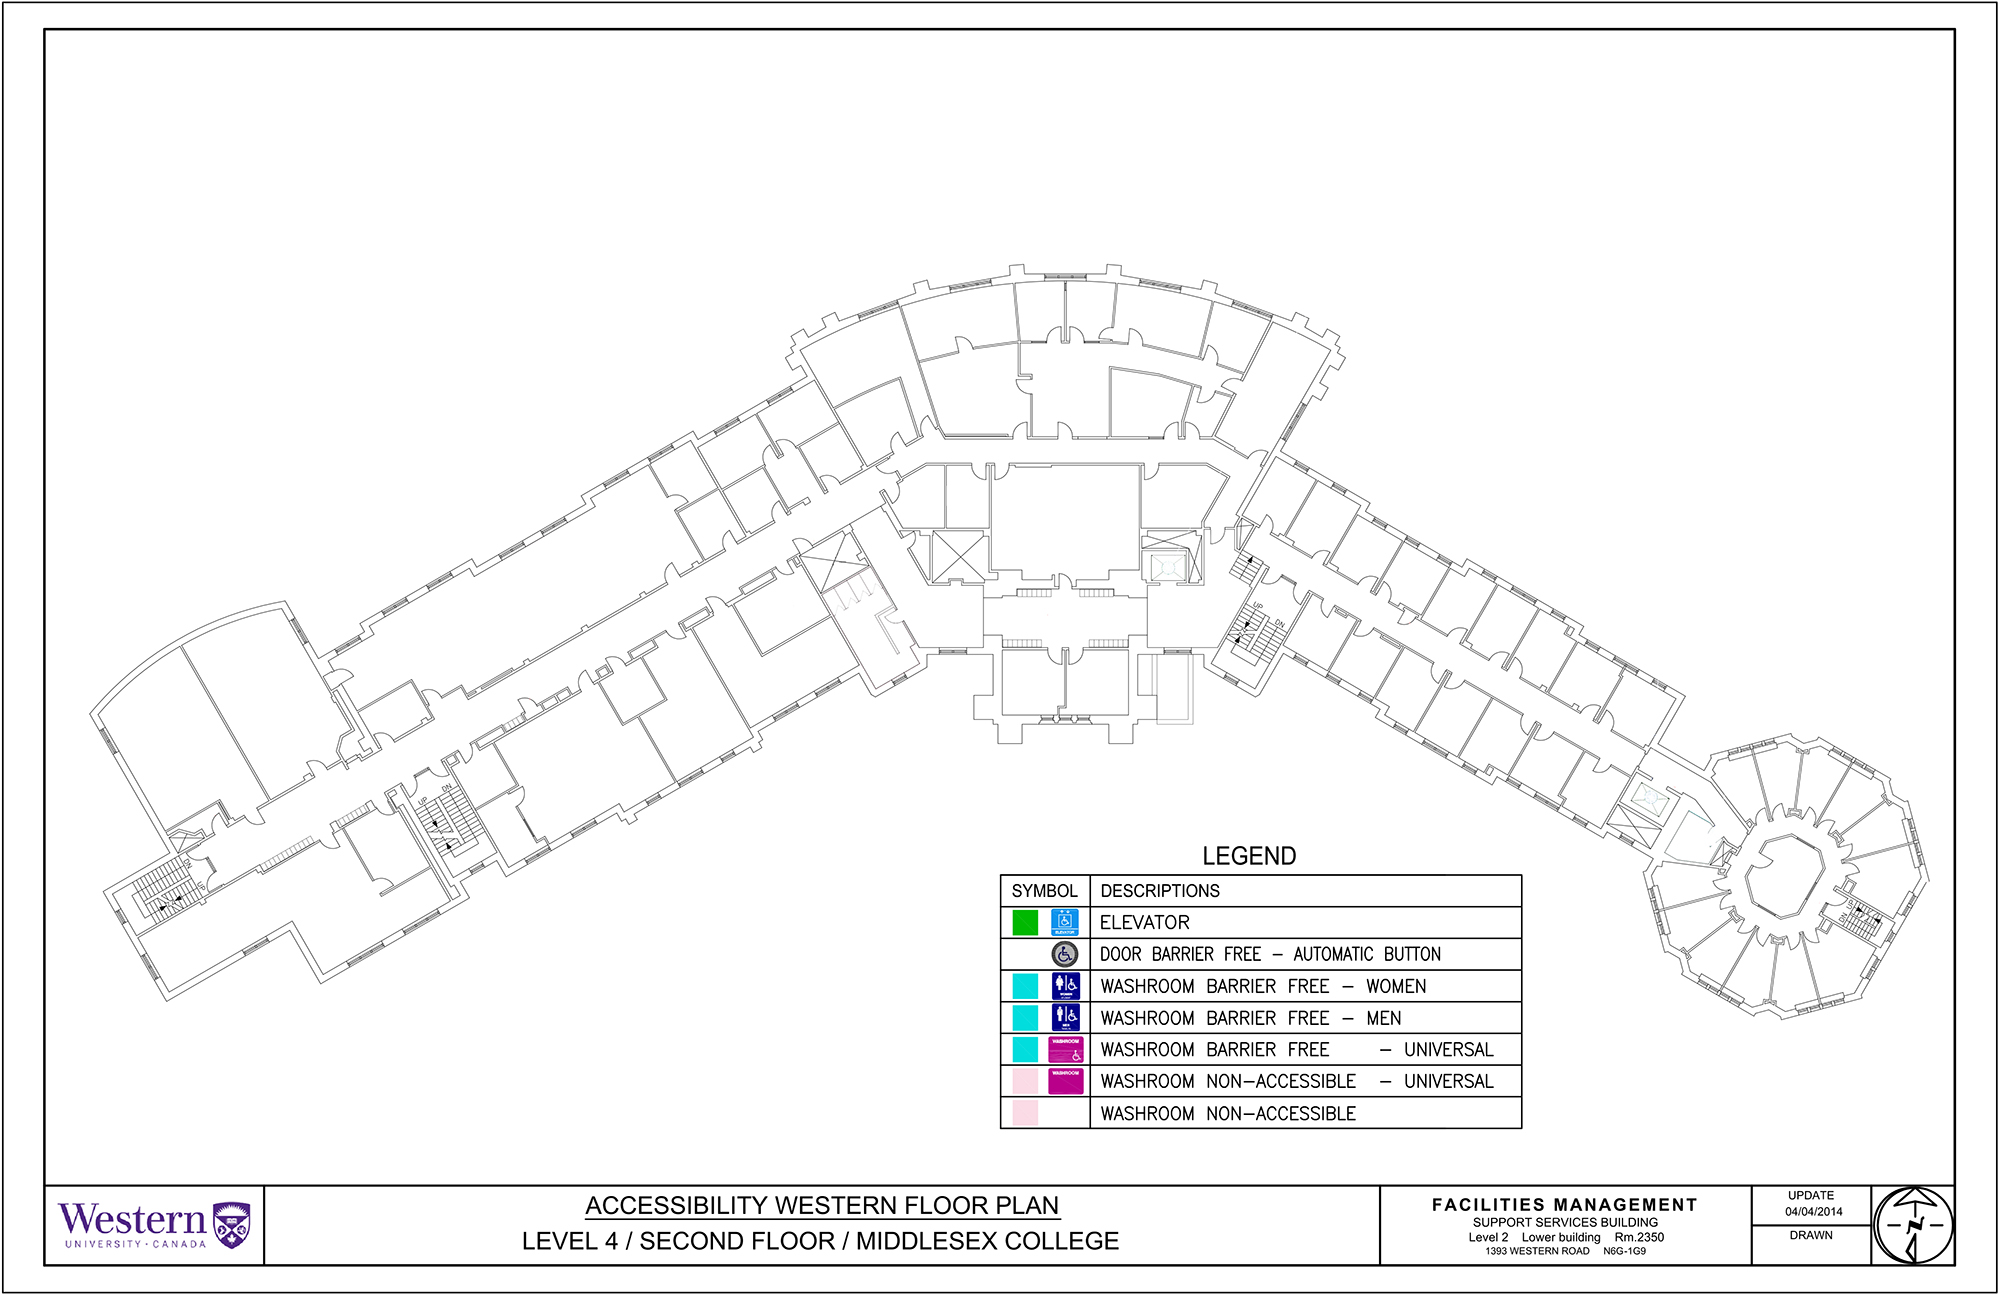 UP
DN
UP
DN
DN
UP
UP
DN
LEGEND
SYMBOL DESCRIPTIONS
ELEVATOR ELEVATOR
DOOR BARRIER FREE – AUTOMATIC BUTTON
WOMEN WASHROOM BARRIER FREE – WOMEN
MEN WASHROOM BARRIER FREE – MEN
WASHROOM WASHROOM BARRIER FREE – UNIVERSAL
WASHROOM WASHROOM NON–ACCESSIBLE – UNIVERSAL
WASHROOM NON–ACCESSIBLE
Western
UNIVERSITY · CANADA
ACCESSIBILITY WESTERN FLOOR PLAN
LEVEL 4 / SECOND FLOOR / MIDDLESEX COLLEGE
FACILITIES MANAGEMENT
SUPPORT SERVICES BUILDING
Level 2 Lower building Rm.2350
1393 WESTERN ROAD N6G-1G9
UPDATE
04/04/2014
DRAWN
N